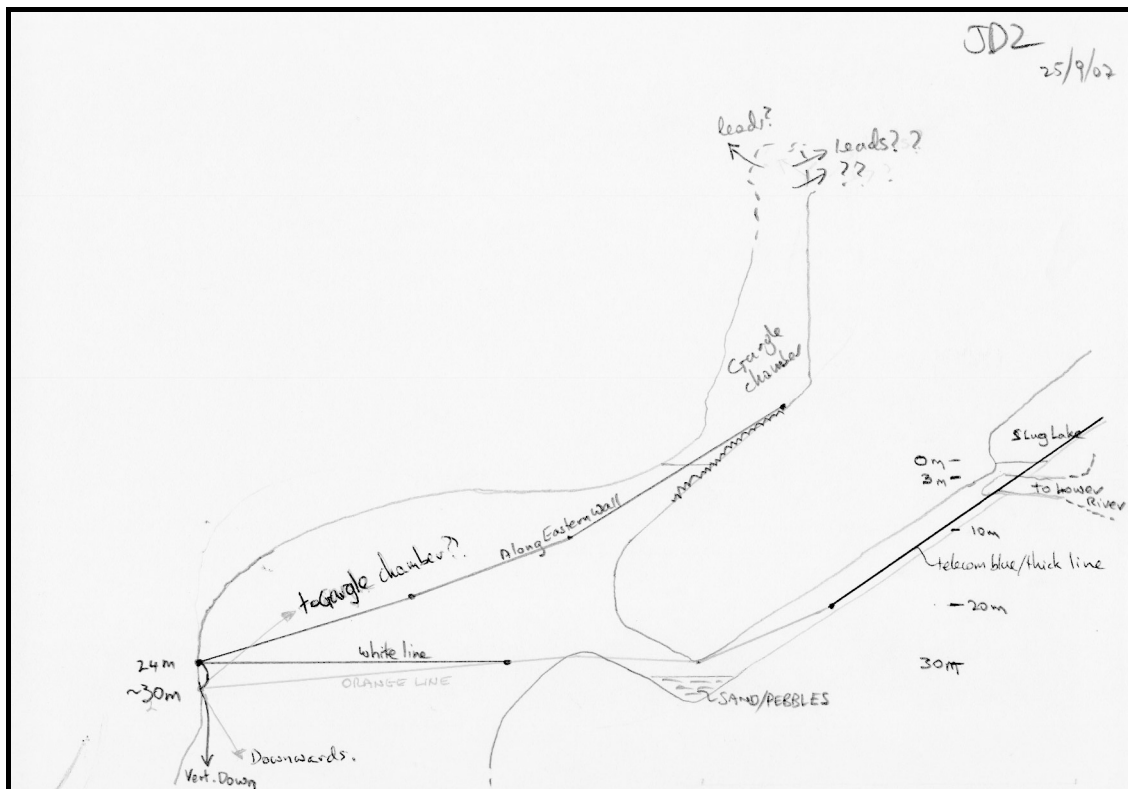 JD2
25/9/07
leads?
Leads??
??
Gargle
chamber
Slug Lake
0m
3m
to Lower
River
10m
Along Eastern Wall
telecom blue/thick line
to Gargle chamber??
20m
white line
24m
30m
ORANGE LINE
~30m
SAND/PEBBLES
Downwards.
Vert. Down